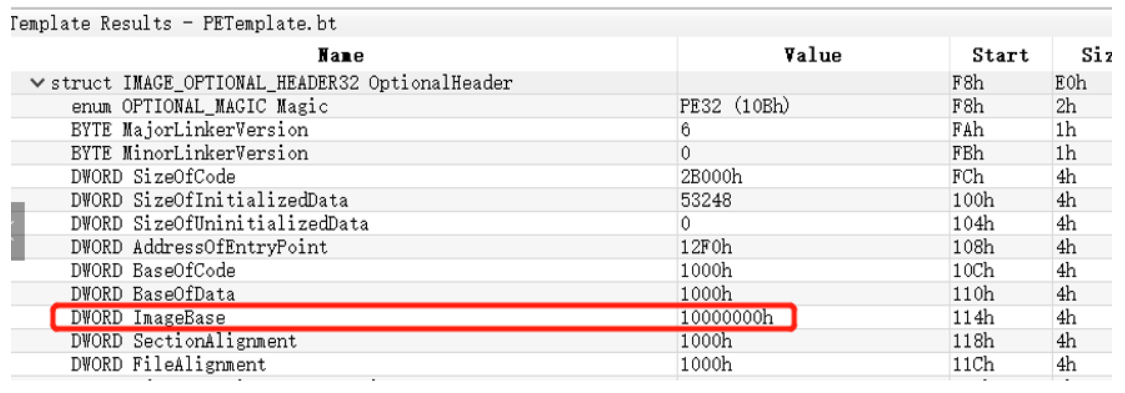 Template Results - PETemplate.bt
Name Value Start Siz
struct IMAGE_OPTIONAL_HEADER32 OptionalHeader F8h E0h
enum OPTIONAL_MAGIC Magic PE32 (10Bh) F8h 2h
BYTE MajorLinkerVersion 6 FAh 1h
BYTE MinorLinkerVersion 0 FBh 1h
DWORD SizeOfCode 2B000h FCh 4h
DWORD SizeOfInitializedData 53248 100h 4h
DWORD SizeOfUninitializedData 0 104h 4h
DWORD AddressOfEntryPoint 12F0h 108h 4h
DWORD BaseOfCode 1000h 10Ch 4h
DWORD BaseOfData 1000h 110h 4h
DWORD ImageBase 10000000h 114h 4h
DWORD SectionAlignment 1000h 118h 4h
DWORD FileAlignment 1000h 11Ch 4h